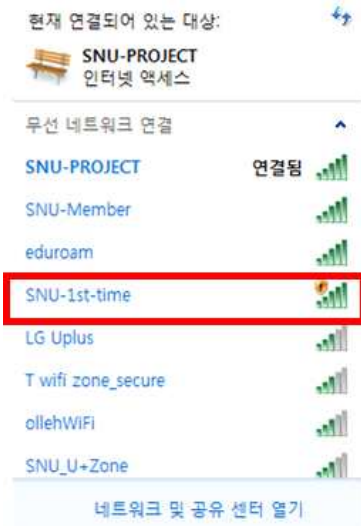 현재 연결되어 있는 대상:
SNU-PROJECT
인터넷 액세스
무선 네트워크 연결
SNU-PROJECT 연결됨
SNU-Member
eduroam
SNU-1st-time
LG Uplus
T wifi zone_secure
ollehWiFi
SNU_U+Zone
네트워크 및 공유 센터 열기